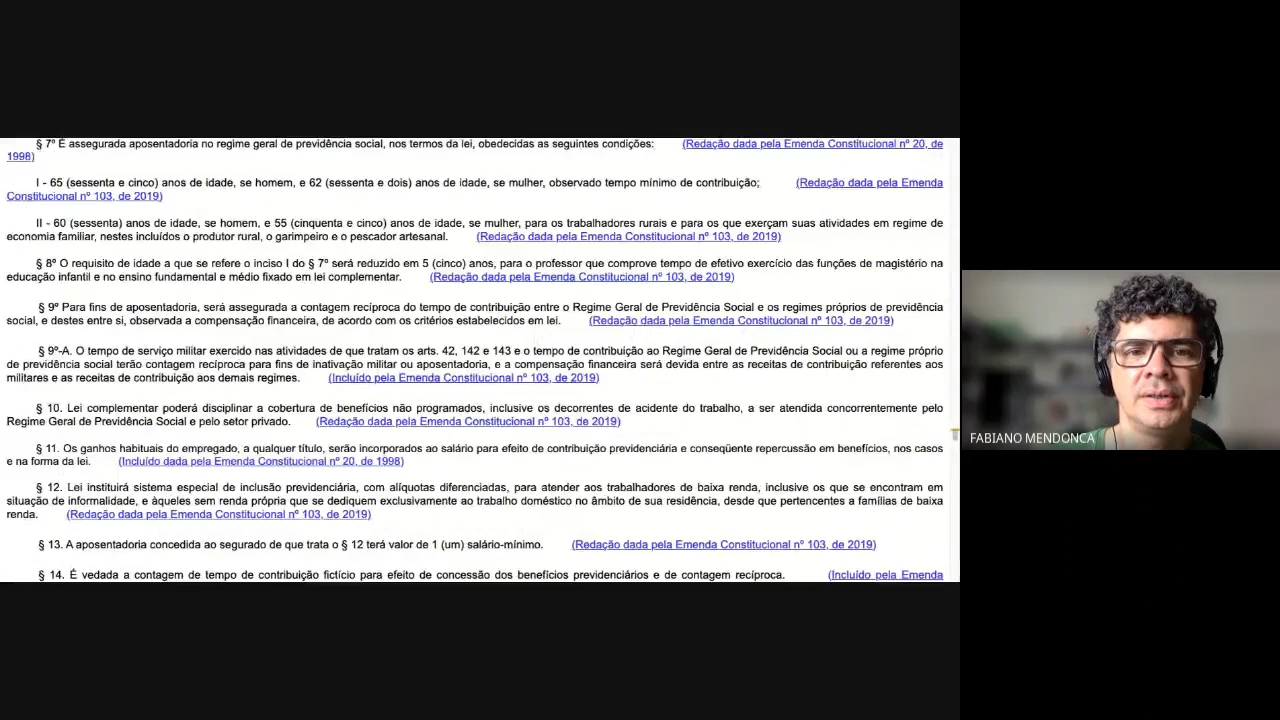 § 7º É assegurada aposentadoria no regime geral de previdência social, nos termos da lei, obedecidas as seguintes condições: (Redação dada pela Emenda Constitucional nº 20, de
1998)
I - 65 (sessenta e cinco) anos de idade, se homem, e 62 (sessenta e dois) anos de idade, se mulher, observado tempo mínimo de contribuição; (Redação dada pela Emenda
Constitucional nº 103, de 2019)
II - 60 (sessenta) anos de idade, se homem, e 55 (cinquenta e cinco) anos de idade, se mulher, para os trabalhadores rurais e para os que exerçam suas atividades em regime de
economia familiar, nestes incluídos o produtor rural, o garimpeiro e o pescador artesanal. (Redação dada pela Emenda Constitucional nº 103, de 2019)
§ 8º O requisito de idade a que se refere o inciso I do § 7º será reduzido em 5 (cinco) anos, para o professor que comprove tempo de efetivo exercício das funções de magistério na
educação infantil e no ensino fundamental e médio fixado em lei complementar. (Redação dada pela Emenda Constitucional nº 103, de 2019)
§ 9º Para fins de aposentadoria, será assegurada a contagem recíproca do tempo de contribuição entre o Regime Geral de Previdência Social e os regimes próprios de previdência
social, e destes entre si, observada a compensação financeira, de acordo com os critérios estabelecidos em lei. (Redação dada pela Emenda Constitucional nº 103, de 2019)
§ 9º-A. O tempo de serviço militar exercido nas atividades de que tratam os arts. 42, 142 e 143 e o tempo de contribuição ao Regime Geral de Previdência Social ou a regime próprio
de previdência social terão contagem recíproca para fins de inativação militar ou aposentadoria, e a compensação financeira será devida entre as receitas de contribuição referentes aos
militares e as receitas de contribuição aos demais regimes. (Incluído pela Emenda Constitucional nº 103, de 2019)
§ 10. Lei complementar poderá disciplinar a cobertura de benefícios não programados, inclusive os decorrentes de acidente do trabalho, a ser atendida concorrentemente pelo
Regime Geral de Previdência Social e pelo setor privado. (Redação dada pela Emenda Constitucional nº 103, de 2019)
§ 11. Os ganhos habituais do empregado, a qualquer título, serão incorporados ao salário para efeito de contribuição previdenciária e conseqüente repercussão em benefícios, nos casos
e na forma da lei. (Incluído dada pela Emenda Constitucional nº 20, de 1998)
§ 12. Lei instituirá sistema especial de inclusão previdenciária, com alíquotas diferenciadas, para atender aos trabalhadores de baixa renda, inclusive os que se encontram em
situação de informalidade, e àqueles sem renda própria que se dediquem exclusivamente ao trabalho doméstico no âmbito de sua residência, desde que pertencentes a famílias de baixa
renda. (Redação dada pela Emenda Constitucional nº 103, de 2019)
§ 13. A aposentadoria concedida ao segurado de que trata o § 12 terá valor de 1 (um) salário-mínimo. (Redação dada pela Emenda Constitucional nº 103, de 2019)
§ 14. É vedada a contagem de tempo de contribuição fictício para efeito de concessão dos benefícios previdenciários e de contagem recíproca. (Incluído pela Emenda
FABIANO MENDONCA